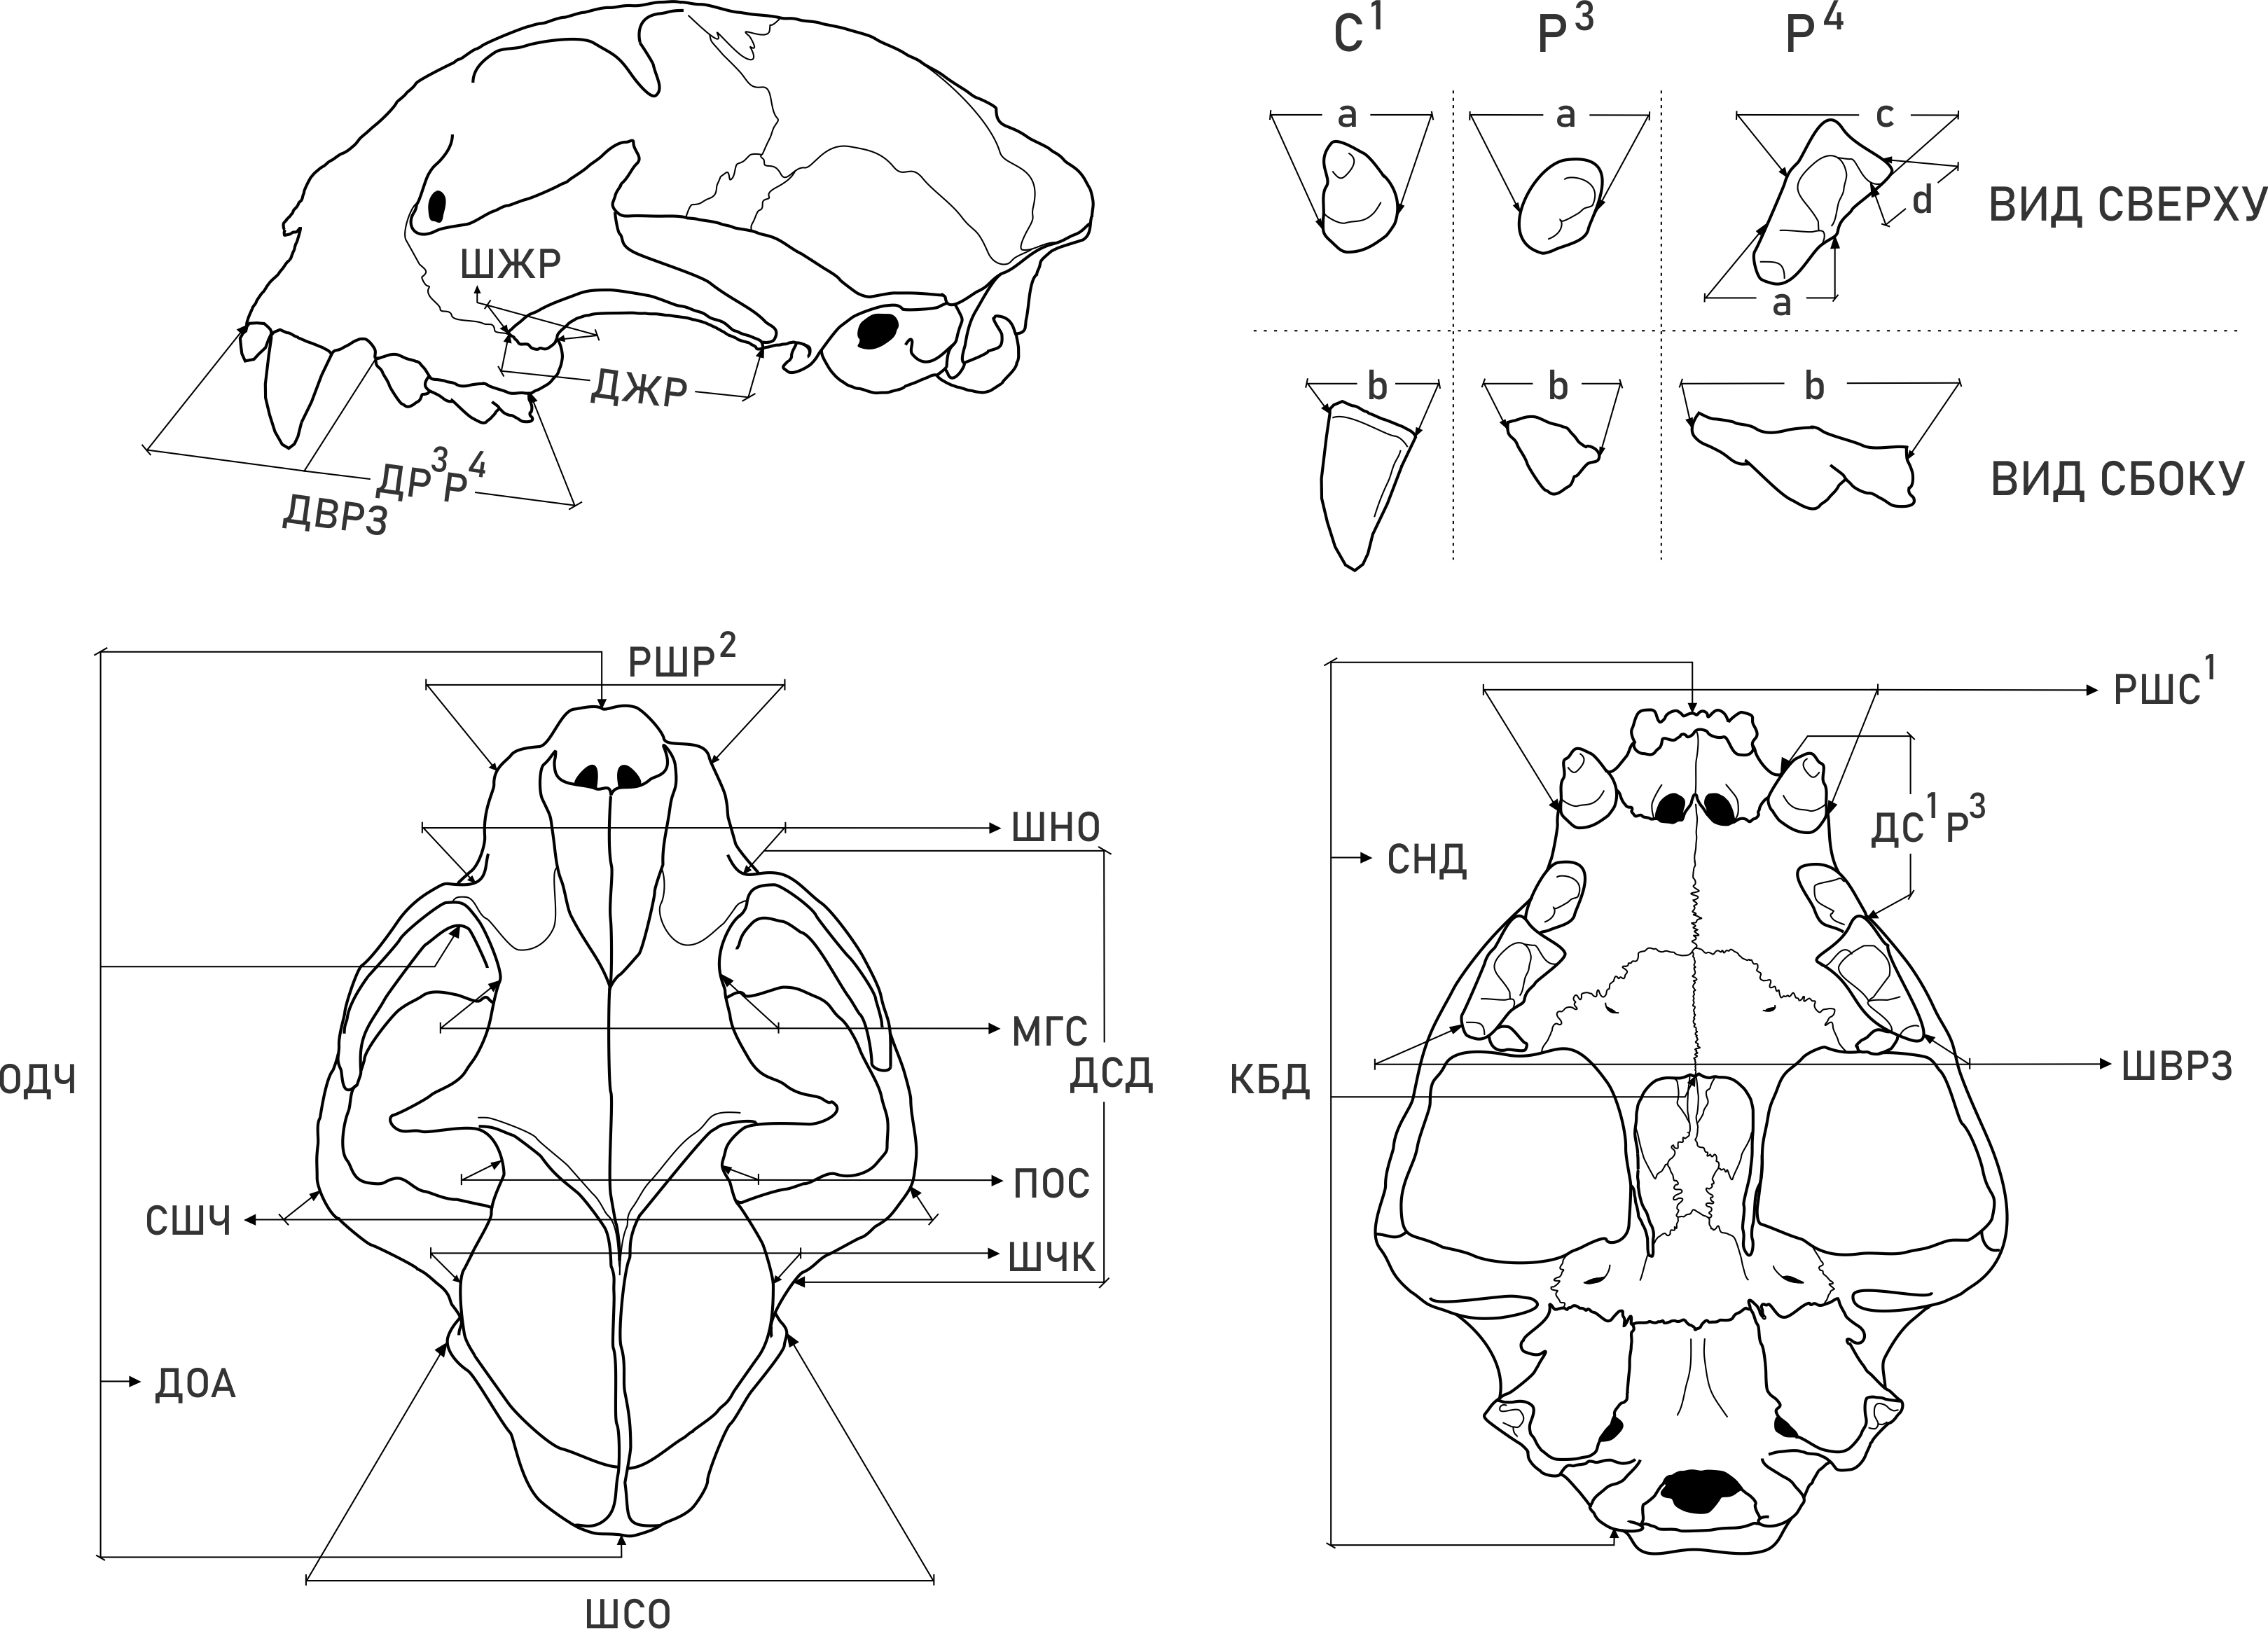 C¹
P³
P⁴
a
a
c
d
ВИД СВЕРХУ
a
ШЖР
ДЖР
b
b
b
ВИД СБОКУ
ДР³Р⁴
ДВРЗ
РШР²
РШС¹
ШНО
ДС¹Р³
СНД
МГС
ДСД
ОДЧ
КБД
ШВРЗ
ПОС
СШЧ
ШЧК
ДОА
ШСО